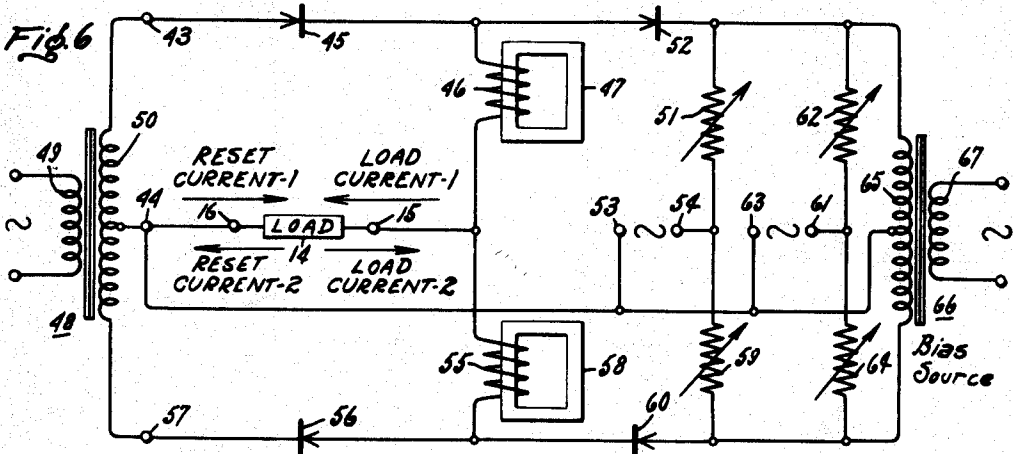 Fig. 6
43
45
52
46
47
51
62
50
49
65
67
RESET
CURRENT-1
LOAD
CURRENT-1
44
16
LOAD
15
53
54
63
61
14
RESET
CURRENT-2
LOAD
CURRENT-2
48
66
55
58
59
64
Bias
Source
57
56
60